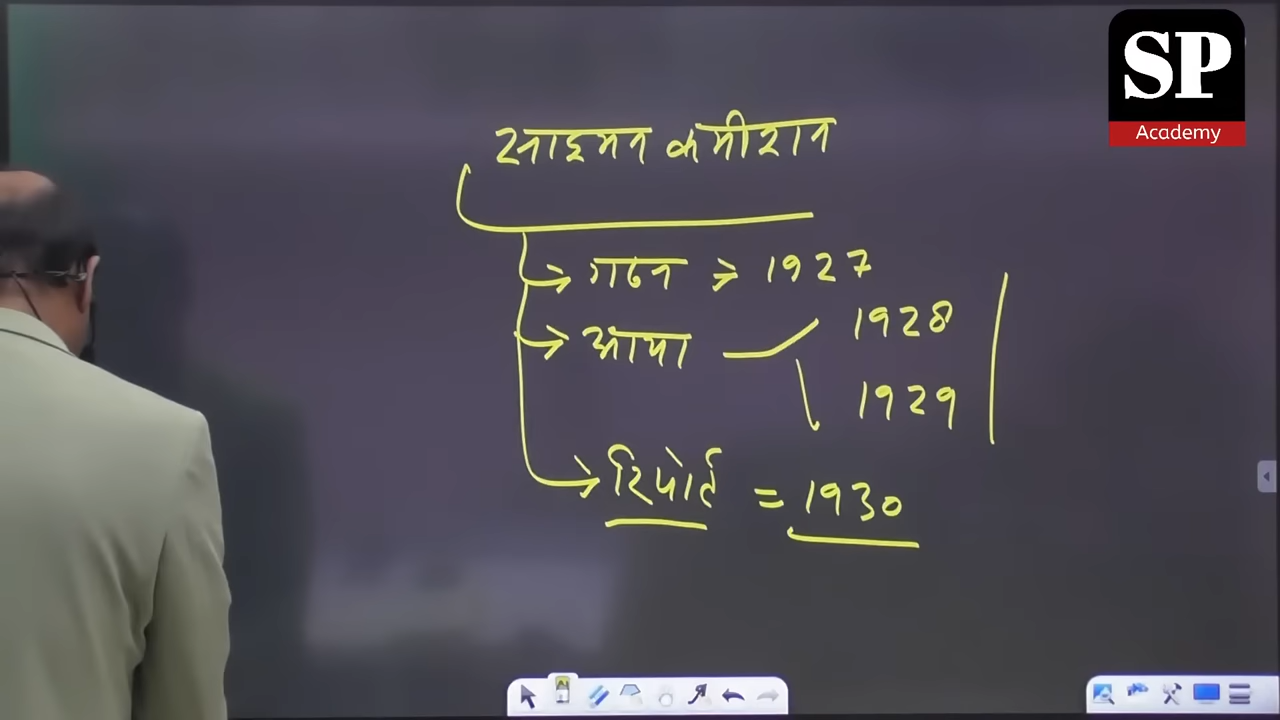 SP
Academy
साइमन कमीशन
गठन → 1927
आया 1928
1929
रिपोर्ट = 1930